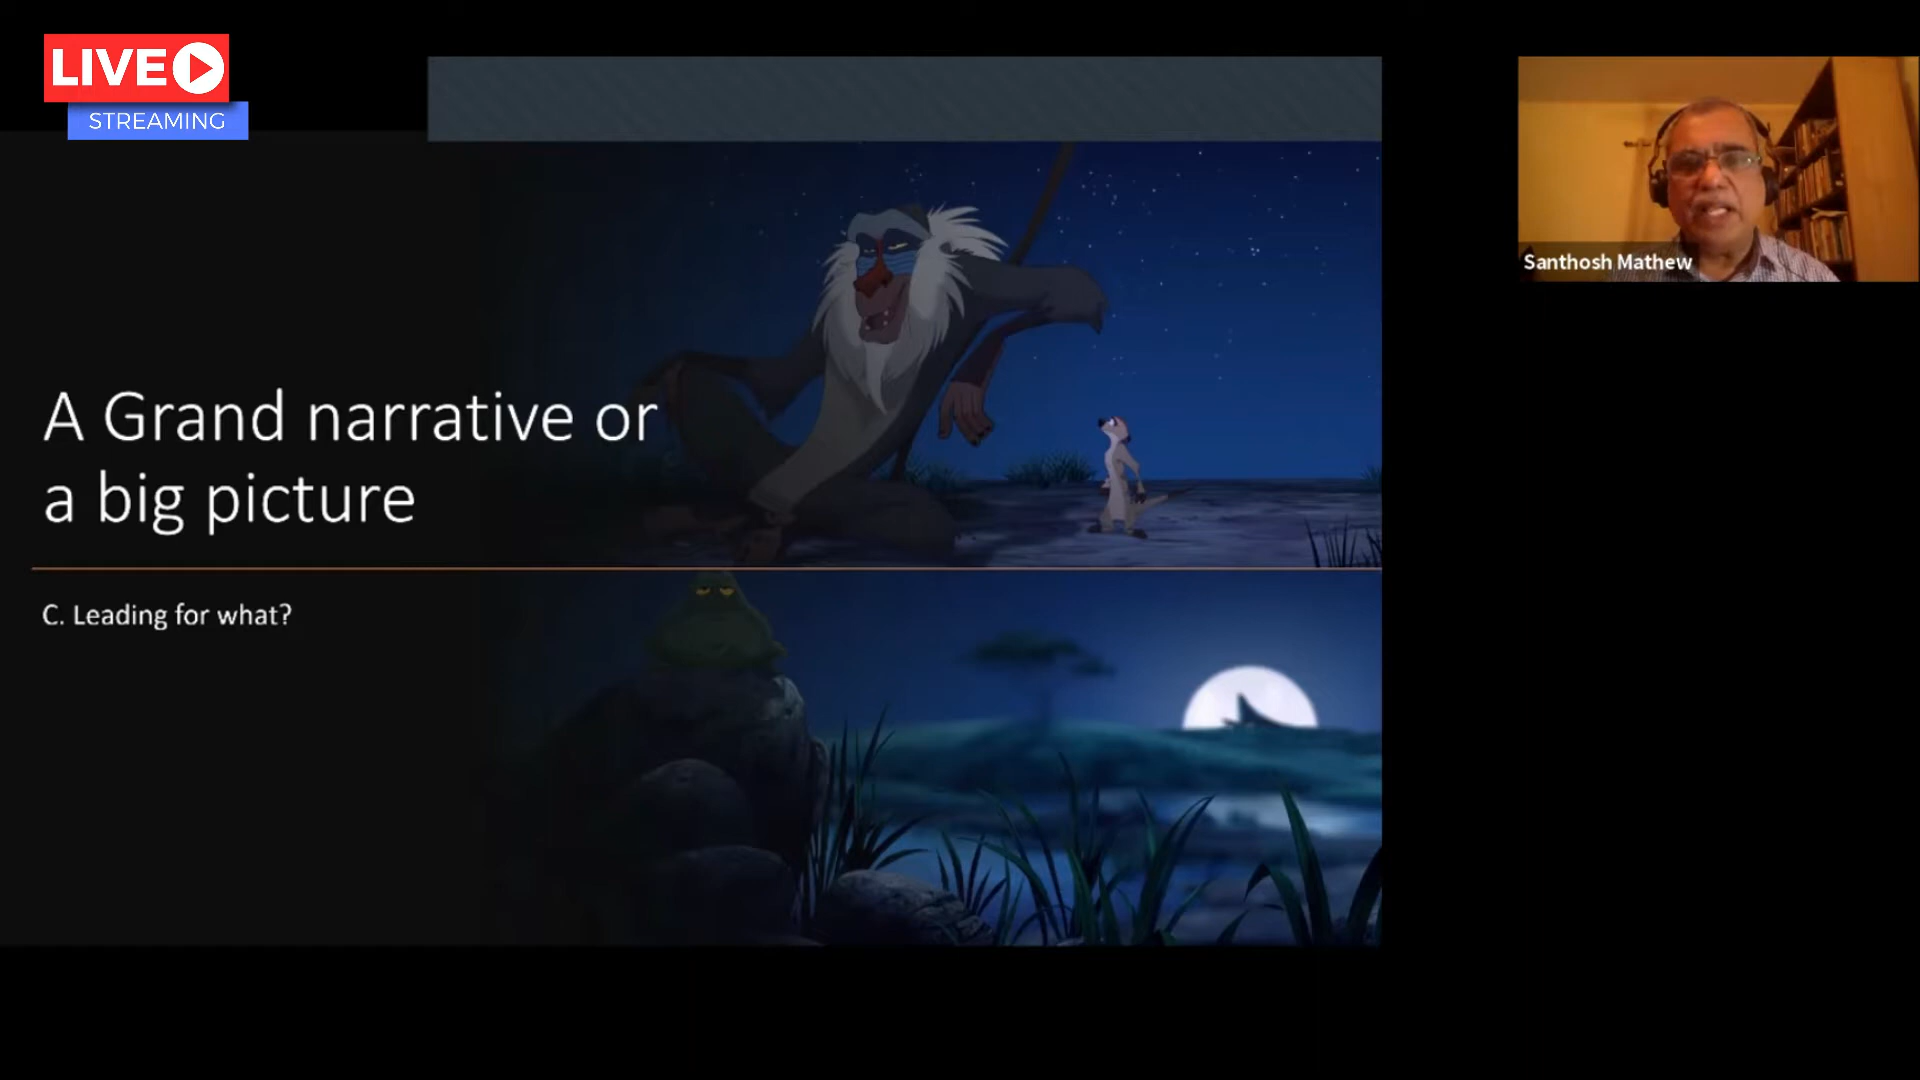 LIVE
STREAMING
A Grand narrative or
a big picture
C. Leading for what?
Santhosh Mathew